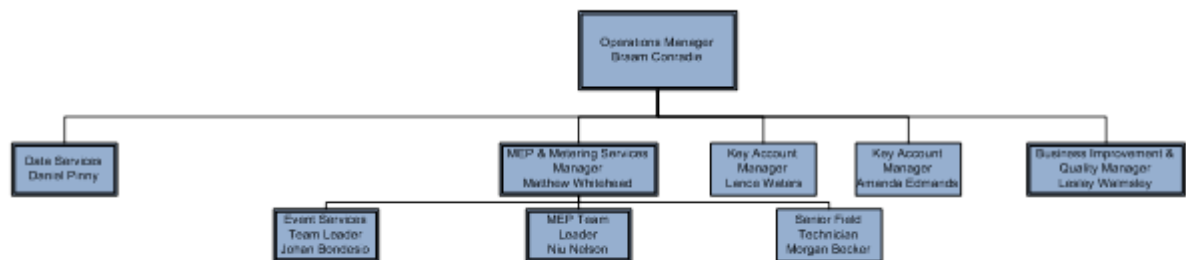 Operations Manager
Braam Conradie
Data Services
Daniel Pinny
MEP & Metering Services
Manager
Matthew Whitehead
Key Account
Manager
Lance Waters
Key Account
Manager
Amanda Edmands
Business Improvement &
Quality Manager
Lesley Walmsley
Event Services
Team Leader
Johan Bondesio
MEP Team
Leader
Niu Nelson
Senior Field
Technician
Morgan Becker